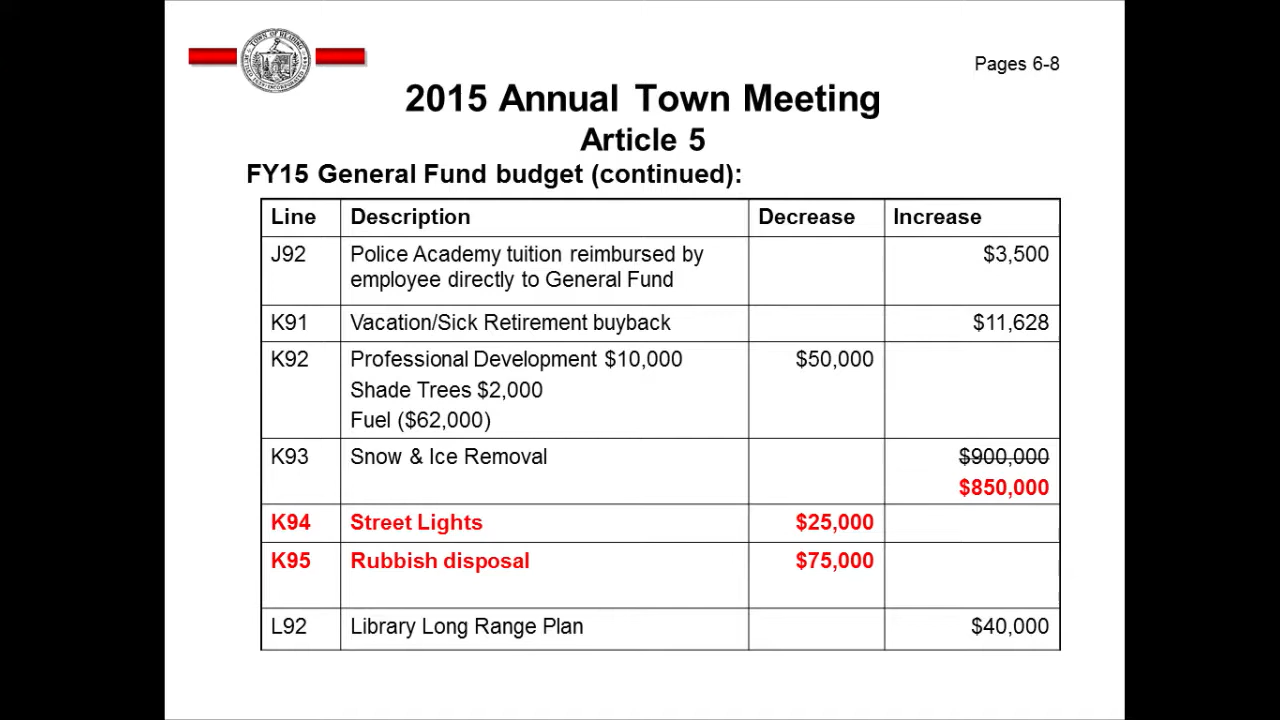 TOWN OF READING
Pages 6-8
2015 Annual Town Meeting
Article 5
FY15 General Fund budget (continued):
Line Description Decrease Increase
J92 Police Academy tuition reimbursed by $3,500
employee directly to General Fund
K91 Vacation/Sick Retirement buyback $11,628
K92 Professional Development $10,000 $50,000
Shade Trees $2,000
Fuel ($62,000)
K93 Snow & Ice Removal $900,000
$850,000
K94 Street Lights $25,000
K95 Rubbish disposal $75,000
L92 Library Long Range Plan $40,000